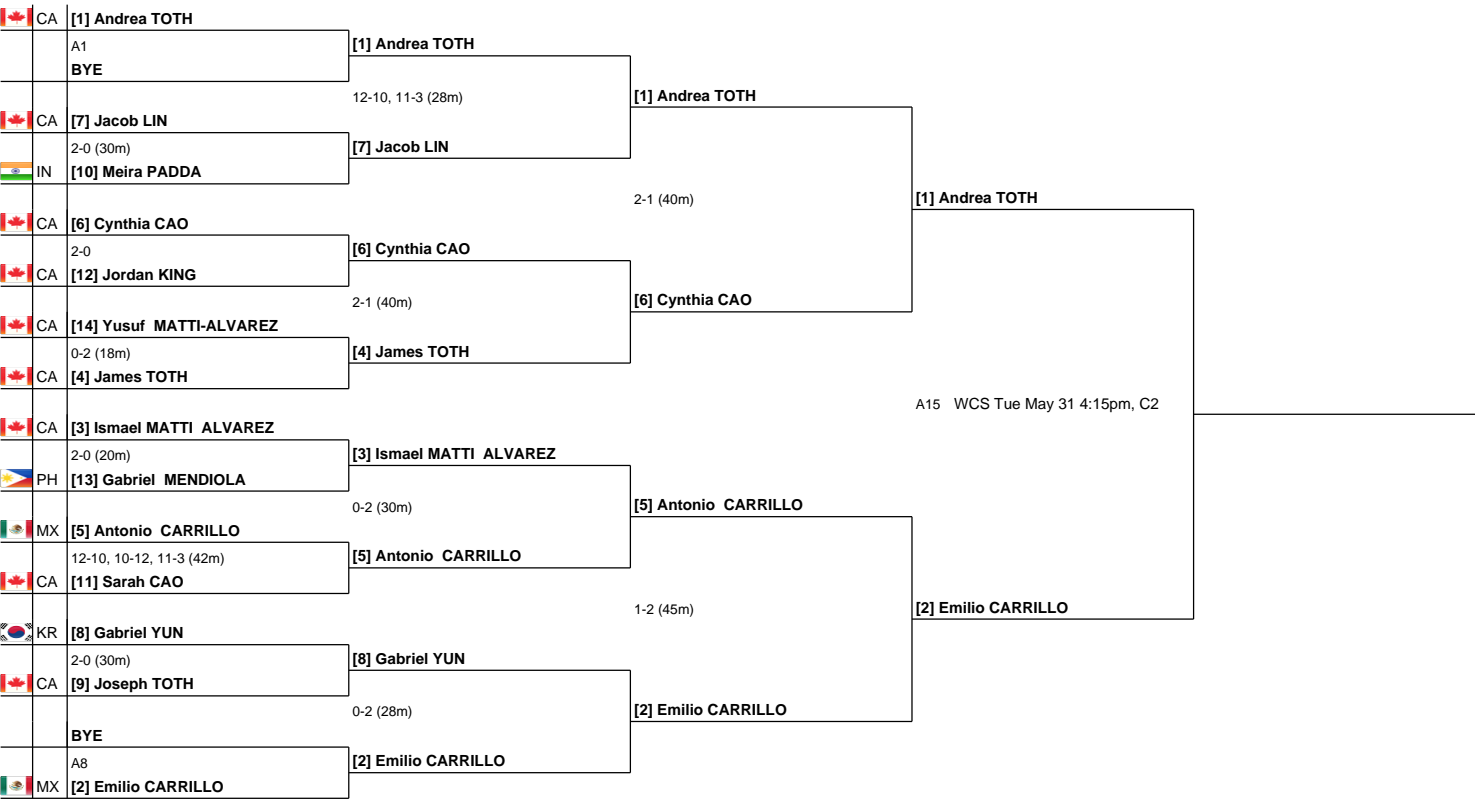 CA [1] Andrea TOTH
A1
BYE
CA [7] Jacob LIN
2-0 (30m)
IN [10] Meira PADDA
CA [6] Cynthia CAO
2-0
CA [12] Jordan KING
CA [14] Yusuf MATTI-ALVAREZ
0-2 (18m)
CA [4] James TOTH
CA [3] Ismael MATTI ALVAREZ
2-0 (20m)
PH [13] Gabriel MENDIOLA
MX [5] Antonio CARRILLO
12-10, 10-12, 11-3 (42m)
CA [11] Sarah CAO
KR [8] Gabriel YUN
2-0 (30m)
CA [9] Joseph TOTH
BYE
A8
MX [2] Emilio CARRILLO
[1] Andrea TOTH
12-10, 11-3 (28m)
[7] Jacob LIN
[6] Cynthia CAO
2-1 (40m)
[4] James TOTH
[3] Ismael MATTI ALVAREZ
0-2 (30m)
[5] Antonio CARRILLO
[8] Gabriel YUN
0-2 (28m)
[2] Emilio CARRILLO
[1] Andrea TOTH
2-1 (40m)
[6] Cynthia CAO
[5] Antonio CARRILLO
1-2 (45m)
[2] Emilio CARRILLO
[1] Andrea TOTH
A15 WCS Tue May 31 4:15pm, C2
[2] Emilio CARRILLO